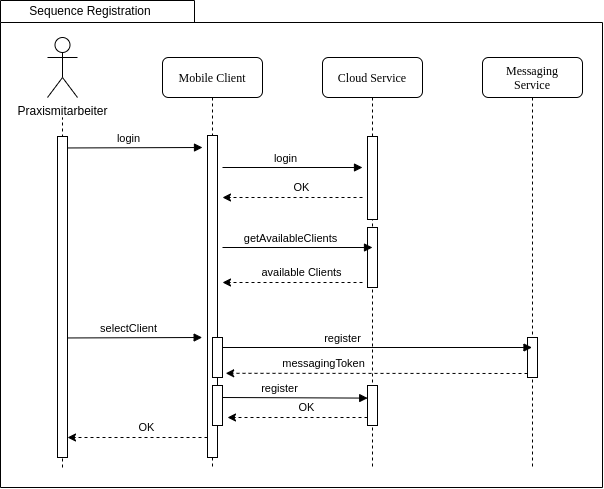 Sequence Registration
Praxismitarbeiter
Mobile Client
Cloud Service
Messaging
Service
login
login
OK
getAvailableClients
available Clients
selectClient
register
messagingToken
register
OK
OK